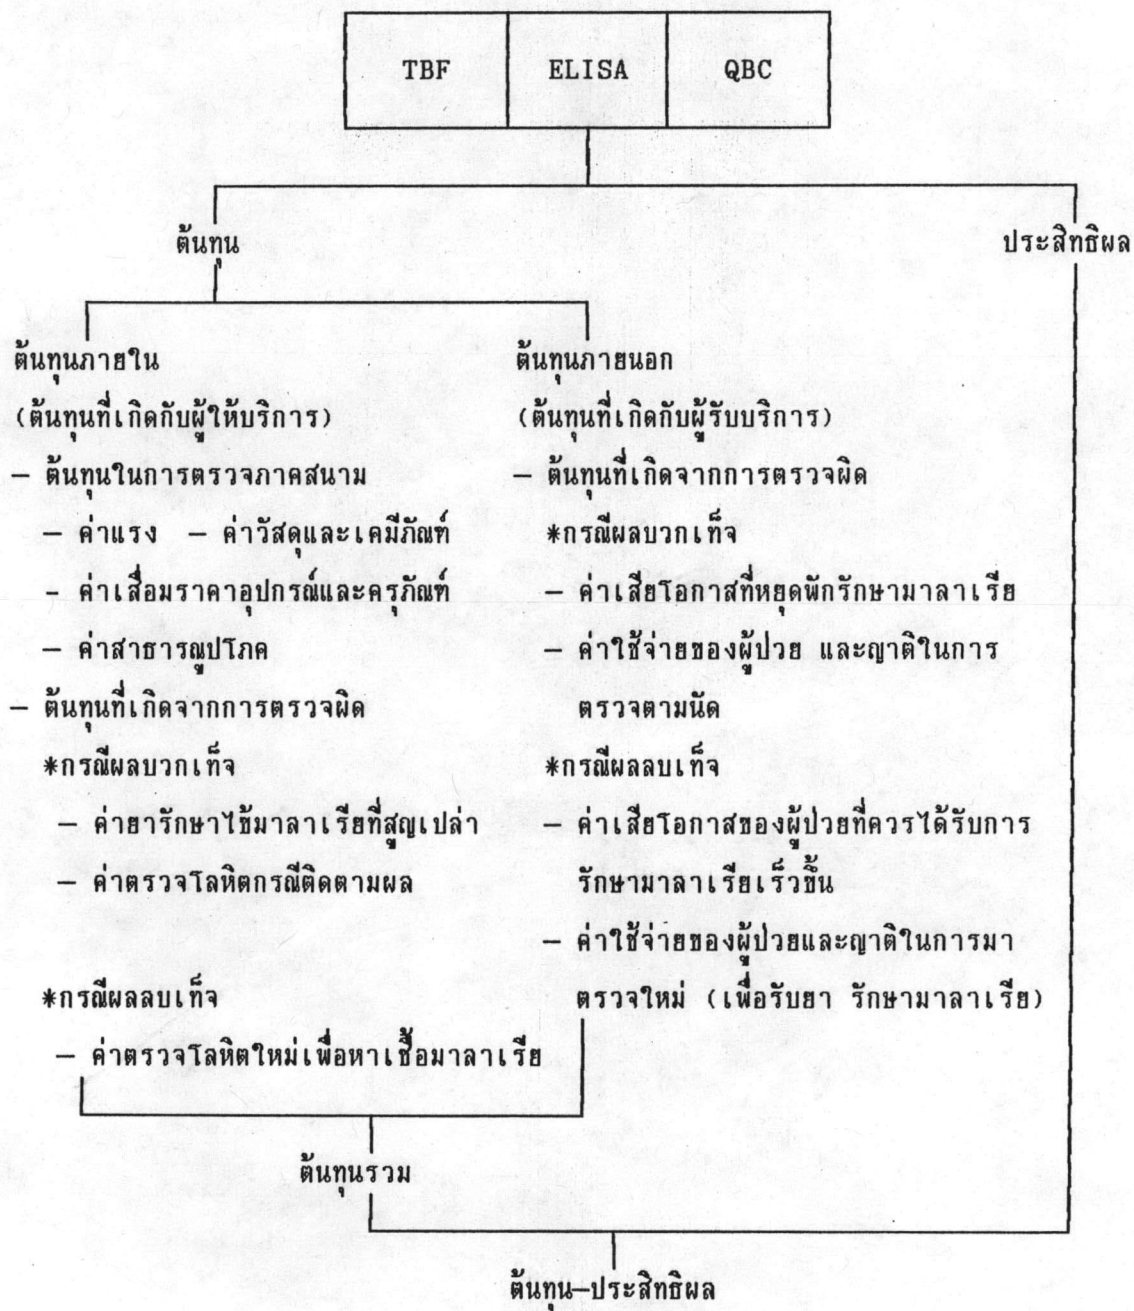 TBF ELISA QBC
ต้นทุน
ประสิทธิผล
ต้นทุนภายใน
(ต้นทุนที่เกิดกับผู้ให้บริการ)
— ต้นทุนในการตรวจภาคสนาม
— ค่าแรง — ค่าวัสดุและเคมีภัณฑ์
- ค่าเสื่อมราคาอุปกรณ์และครุภัณฑ์
— ค่าสาธารณูปโภค
— ต้นทุนที่เกิดจากการตรวจผิด
*กรณีผลบวกเท็จ
— ค่ายารักษาไข้มาลาเรียที่สูญเปล่า
— ค่าตรวจโลหิตกรณีติดตามผล
*กรณีผลลบเท็จ
— ค่าตรวจโลหิตใหม่เพื่อหาเชื้อมาลาเรีย
ต้นทุนภายนอก
(ต้นทุนที่เกิดกับผู้รับบริการ)
— ต้นทุนที่เกิดจากการตรวจผิด
*กรณีผลบวกเท็จ
— ค่าเสียโอกาสที่หยุดพักรักษามาลาเรีย
— ค่าใช้จ่ายของผู้ป่วย และญาติในการ
ตรวจตามนัด
*กรณีผลลบเท็จ
— ค่าเสียโอกาสของผู้ป่วยที่ควรได้รับการ
รักษามาลาเรียเร็วขึ้น
— ค่าใช้จ่ายของผู้ป่วยและญาติในการมา
ตรวจใหม่ (เพื่อรับยา รักษามาลาเรีย)
ต้นทุนรวม
ต้นทุน—ประสิทธิผล